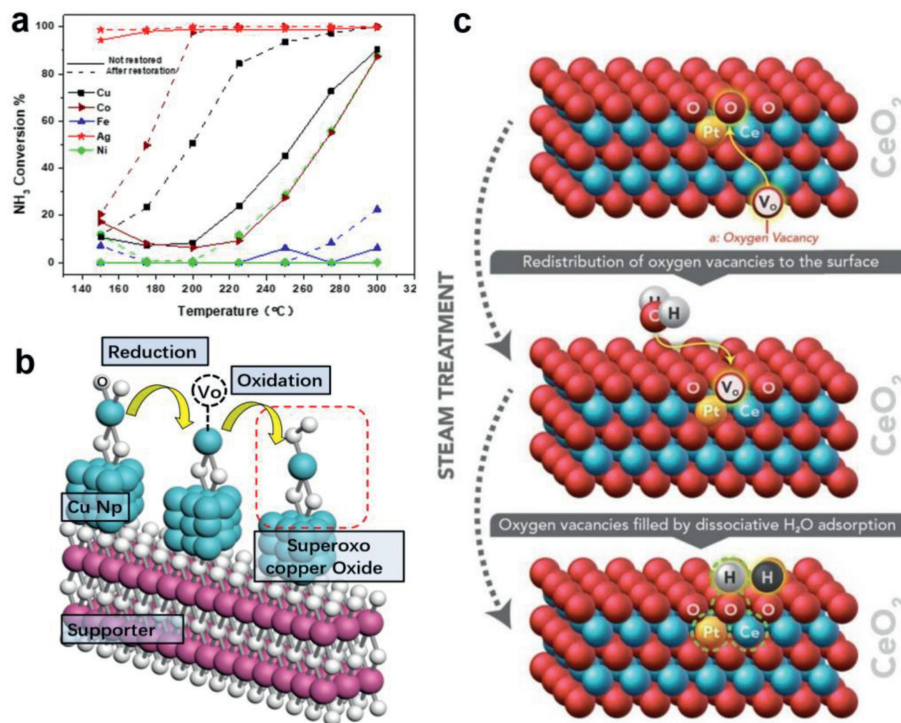 a
NH₃ Conversion %
100
80
60
40
20
0
Not restored
After restoration
Cu
Co
Fe
Ag
Ni
140 160 180 200 220 240 260 280 300
Temperature（°C）
b
Reduction
O
Vo
Oxidation
Cu Np
Superoxo
copper Oxide
Supporter
c
STEAM TREATMENT
O O O
Pt Ce
V₀
a: Oxygen Vacancy
CeO₂
Redistribution of oxygen vacancies to the surface
H
O H
O V₀ O
Pt Ce
CeO₂
Oxygen vacancies filled by dissociative H₂O adsorption
H H
O O O
Pt Ce
CeO₂